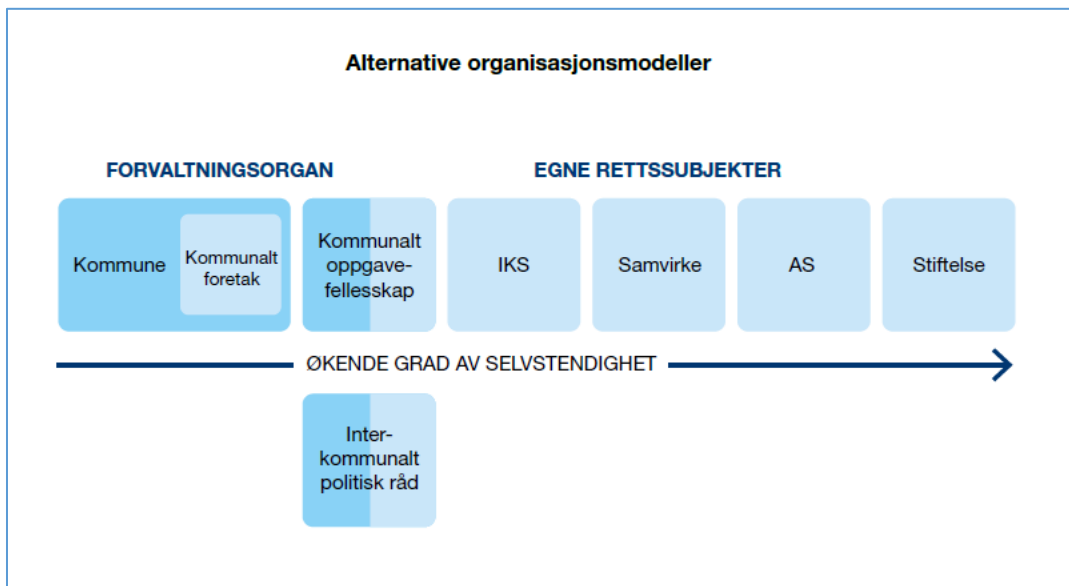 Alternative organisasjonsmodeller
FORVALTNINGSORGAN
EGNE RETTSSUBJEKTER
Kommune
Kommunalt
foretak
Kommunalt
oppgave-
fellesskap
IKS
Samvirke
AS
Stiftelse
ØKENDE GRAD AV SELVSTENDIGHET
Inter-
kommunalt
politisk råd